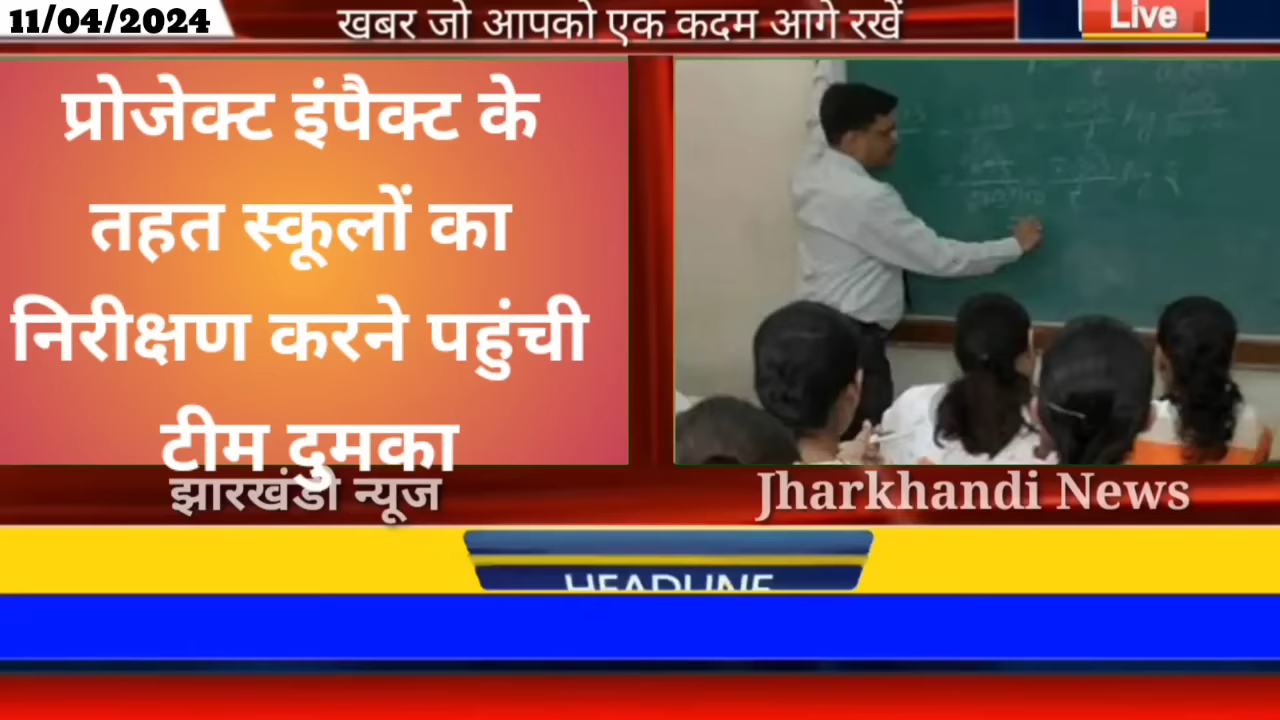 11/04/2024
खबर जो आपको एक कदम आगे रखें
Live
प्रोजेक्ट इंपैक्ट के
तहत स्कूलों का
निरीक्षण करने पहुंची
टीम दुमका
झारखंडी न्यूज
Jharkhandi News
HEADLINE